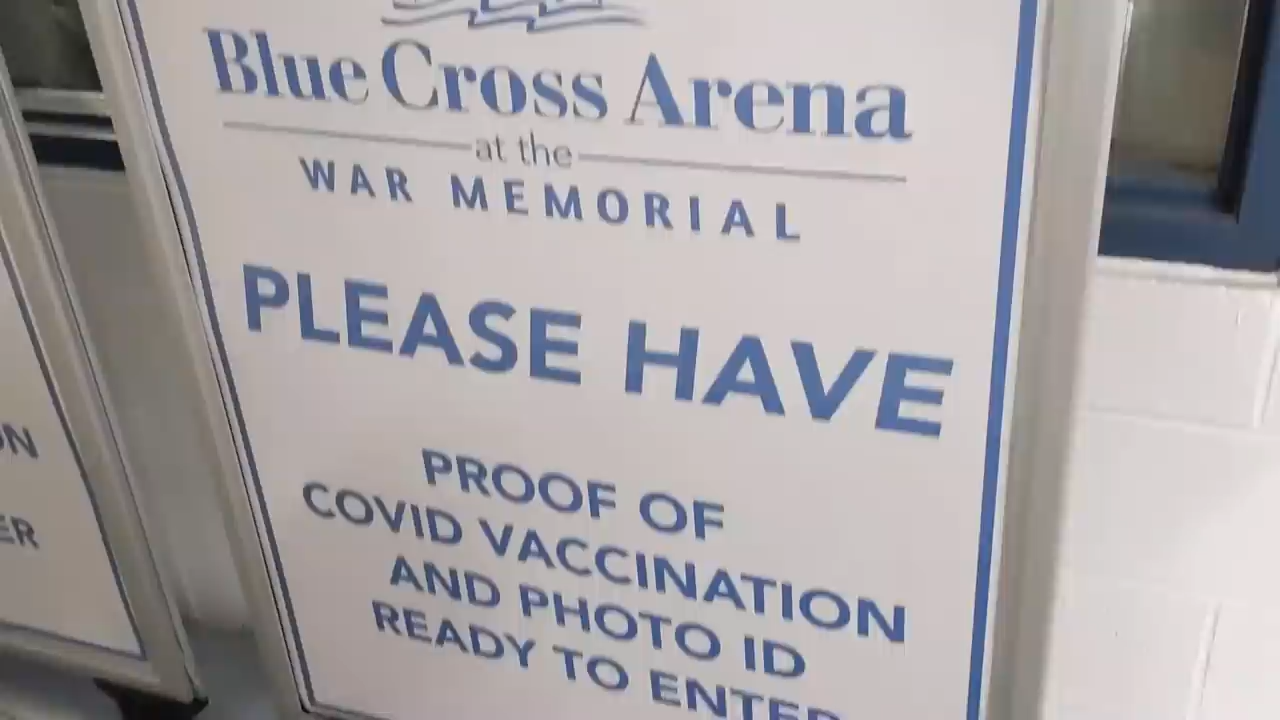 Blue Cross Arena
at the
WAR MEMORIAL
PLEASE HAVE
PROOF OF
COVID VACCINATION
AND PHOTO ID
READY TO ENTER